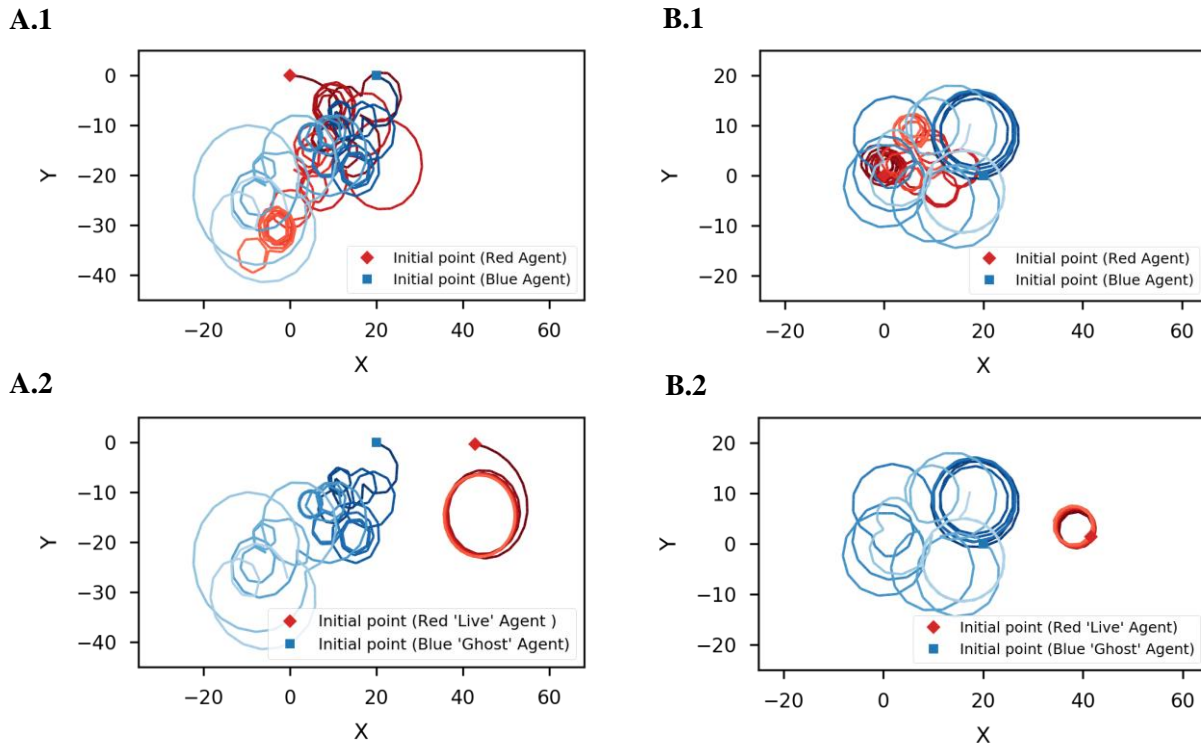 A.1
B.1
0
−10
−20
−30
−40
Y
−20 0 20 40 60
X
Initial point (Red Agent)
Initial point (Blue Agent)
20
10
0
−10
−20
Y
−20 0 20 40 60
X
Initial point (Red Agent)
Initial point (Blue Agent)
A.2
B.2
0
−10
−20
−30
−40
Y
−20 0 20 40 60
X
Initial point (Red 'Live' Agent )
Initial point (Blue 'Ghost' Agent)
20
10
0
−10
−20
Y
−20 0 20 40 60
X
Initial point (Red 'Live' Agent)
Initial point (Blue 'Ghost' Agent)